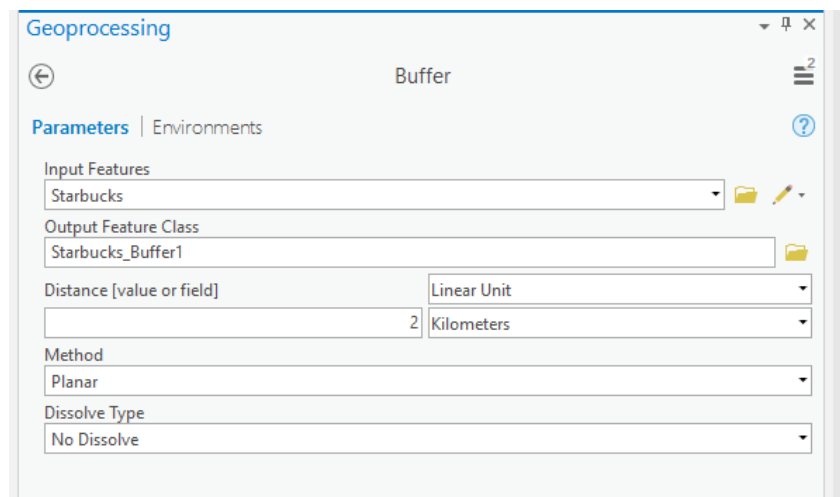 Geoprocessing
Buffer
2
Parameters | Environments
?
Input Features
Starbucks
Output Feature Class
Starbucks_Buffer1
Distance [value or field] Linear Unit
2 Kilometers
Method
Planar
Dissolve Type
No Dissolve